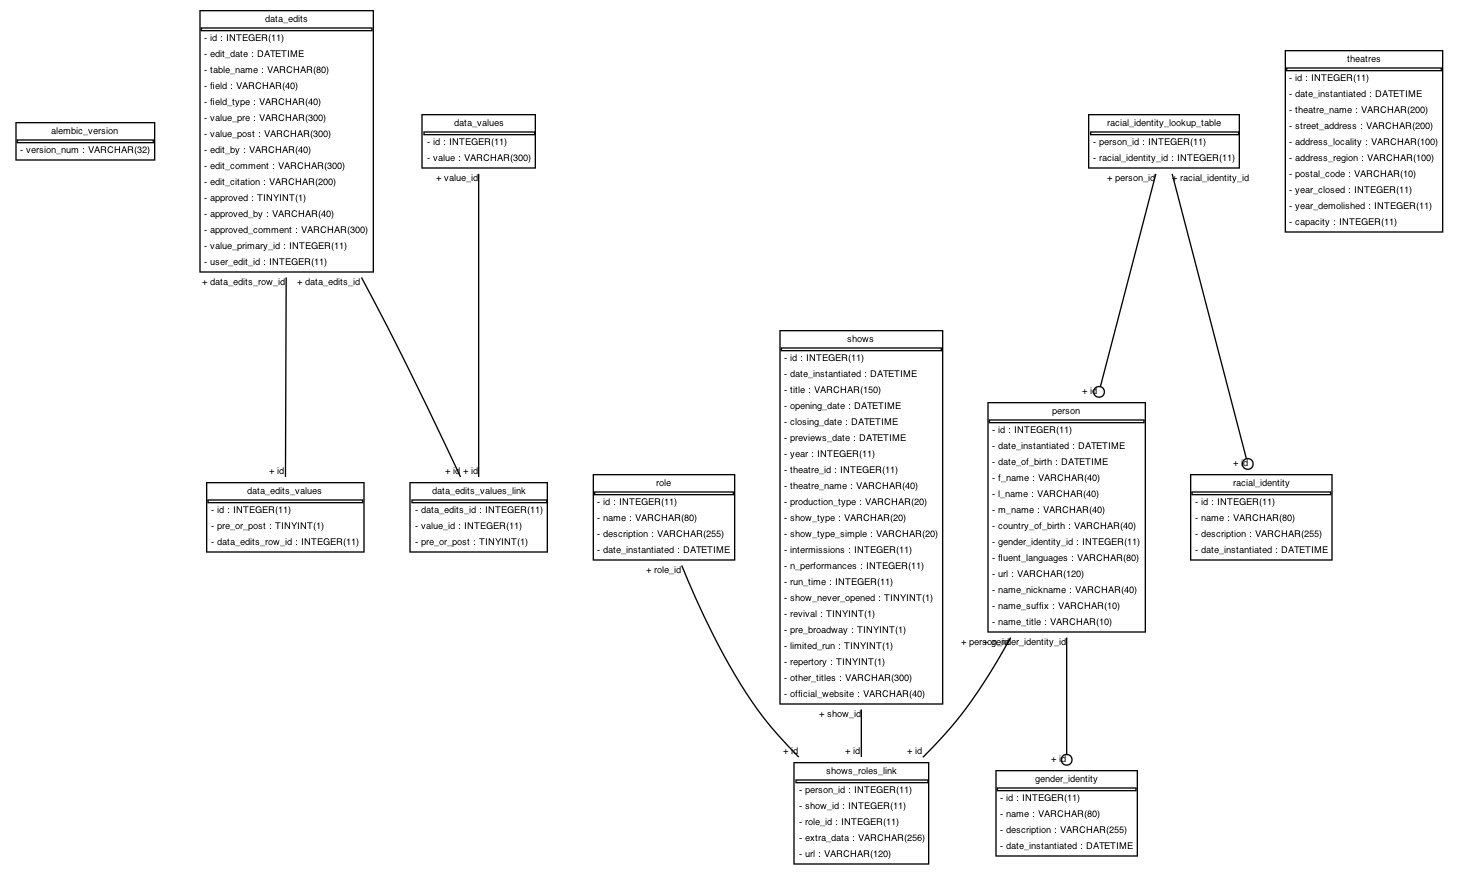 data_edits
- id : INTEGER(11)
- edit_date : DATETIME
- table_name : VARCHAR(80)
- field : VARCHAR(40)
- field_type : VARCHAR(40)
- value_pre : VARCHAR(300)
- value_post : VARCHAR(300)
- edit_by : VARCHAR(40)
- edit_comment : VARCHAR(300)
- edit_citation : VARCHAR(200)
- approved : TINYINT(1)
- approved_by : VARCHAR(40)
- approved_comment : VARCHAR(300)
- value_primary_id : INTEGER(11)
- user_edit_id : INTEGER(11)
+ data_edits_row_id
+ data_edits_id
alembic_version
- version_num : VARCHAR(32)
data_values
- id : INTEGER(11)
- value : VARCHAR(300)
+ value_id
racial_identity_lookup_table
- person_id : INTEGER(11)
- racial_identity_id : INTEGER(11)
+ person_id
+ racial_identity_id
theatres
- id : INTEGER(11)
- date_instantiated : DATETIME
- theatre_name : VARCHAR(200)
- street_address : VARCHAR(200)
- address_locality : VARCHAR(100)
- address_region : VARCHAR(100)
- postal_code : VARCHAR(10)
- year_closed : INTEGER(11)
- year_demolished : INTEGER(11)
- capacity : INTEGER(11)
+ id
data_edits_values
- id : INTEGER(11)
- pre_or_post : TINYINT(1)
- data_edits_row_id : INTEGER(11)
+ id
+ id
data_edits_values_link
- data_edits_id : INTEGER(11)
- value_id : INTEGER(11)
- pre_or_post : TINYINT(1)
role
- id : INTEGER(11)
- name : VARCHAR(80)
- description : VARCHAR(255)
- date_instantiated : DATETIME
+ role_id
shows
- id : INTEGER(11)
- date_instantiated : DATETIME
- title : VARCHAR(150)
- opening_date : DATETIME
- closing_date : DATETIME
- previews_date : DATETIME
- year : INTEGER(11)
- theatre_id : INTEGER(11)
- theatre_name : VARCHAR(40)
- production_type : VARCHAR(20)
- show_type : VARCHAR(20)
- show_type_simple : VARCHAR(20)
- intermissions : INTEGER(11)
- n_performances : INTEGER(11)
- run_time : INTEGER(11)
- show_never_opened : TINYINT(1)
- revival : TINYINT(1)
- pre_broadway : TINYINT(1)
- limited_run : TINYINT(1)
- repertory : TINYINT(1)
- other_titles : VARCHAR(300)
- official_website : VARCHAR(40)
+ show_id
+ id
person
- id : INTEGER(11)
- date_instantiated : DATETIME
- date_of_birth : DATETIME
- f_name : VARCHAR(40)
- l_name : VARCHAR(40)
- m_name : VARCHAR(40)
- country_of_birth : VARCHAR(40)
- gender_identity_id : INTEGER(11)
- fluent_languages : VARCHAR(80)
- url : VARCHAR(120)
- name_nickname : VARCHAR(40)
- name_suffix : VARCHAR(10)
- name_title : VARCHAR(10)
+ person_id
+ gender_identity_id
+ id
racial_identity
- id : INTEGER(11)
- name : VARCHAR(80)
- description : VARCHAR(255)
- date_instantiated : DATETIME
+ id
+ id
+ id
shows_roles_link
- person_id : INTEGER(11)
- show_id : INTEGER(11)
- role_id : INTEGER(11)
- extra_data : VARCHAR(256)
- url : VARCHAR(120)
+ id
gender_identity
- id : INTEGER(11)
- name : VARCHAR(80)
- description : VARCHAR(255)
- date_instantiated : DATETIME